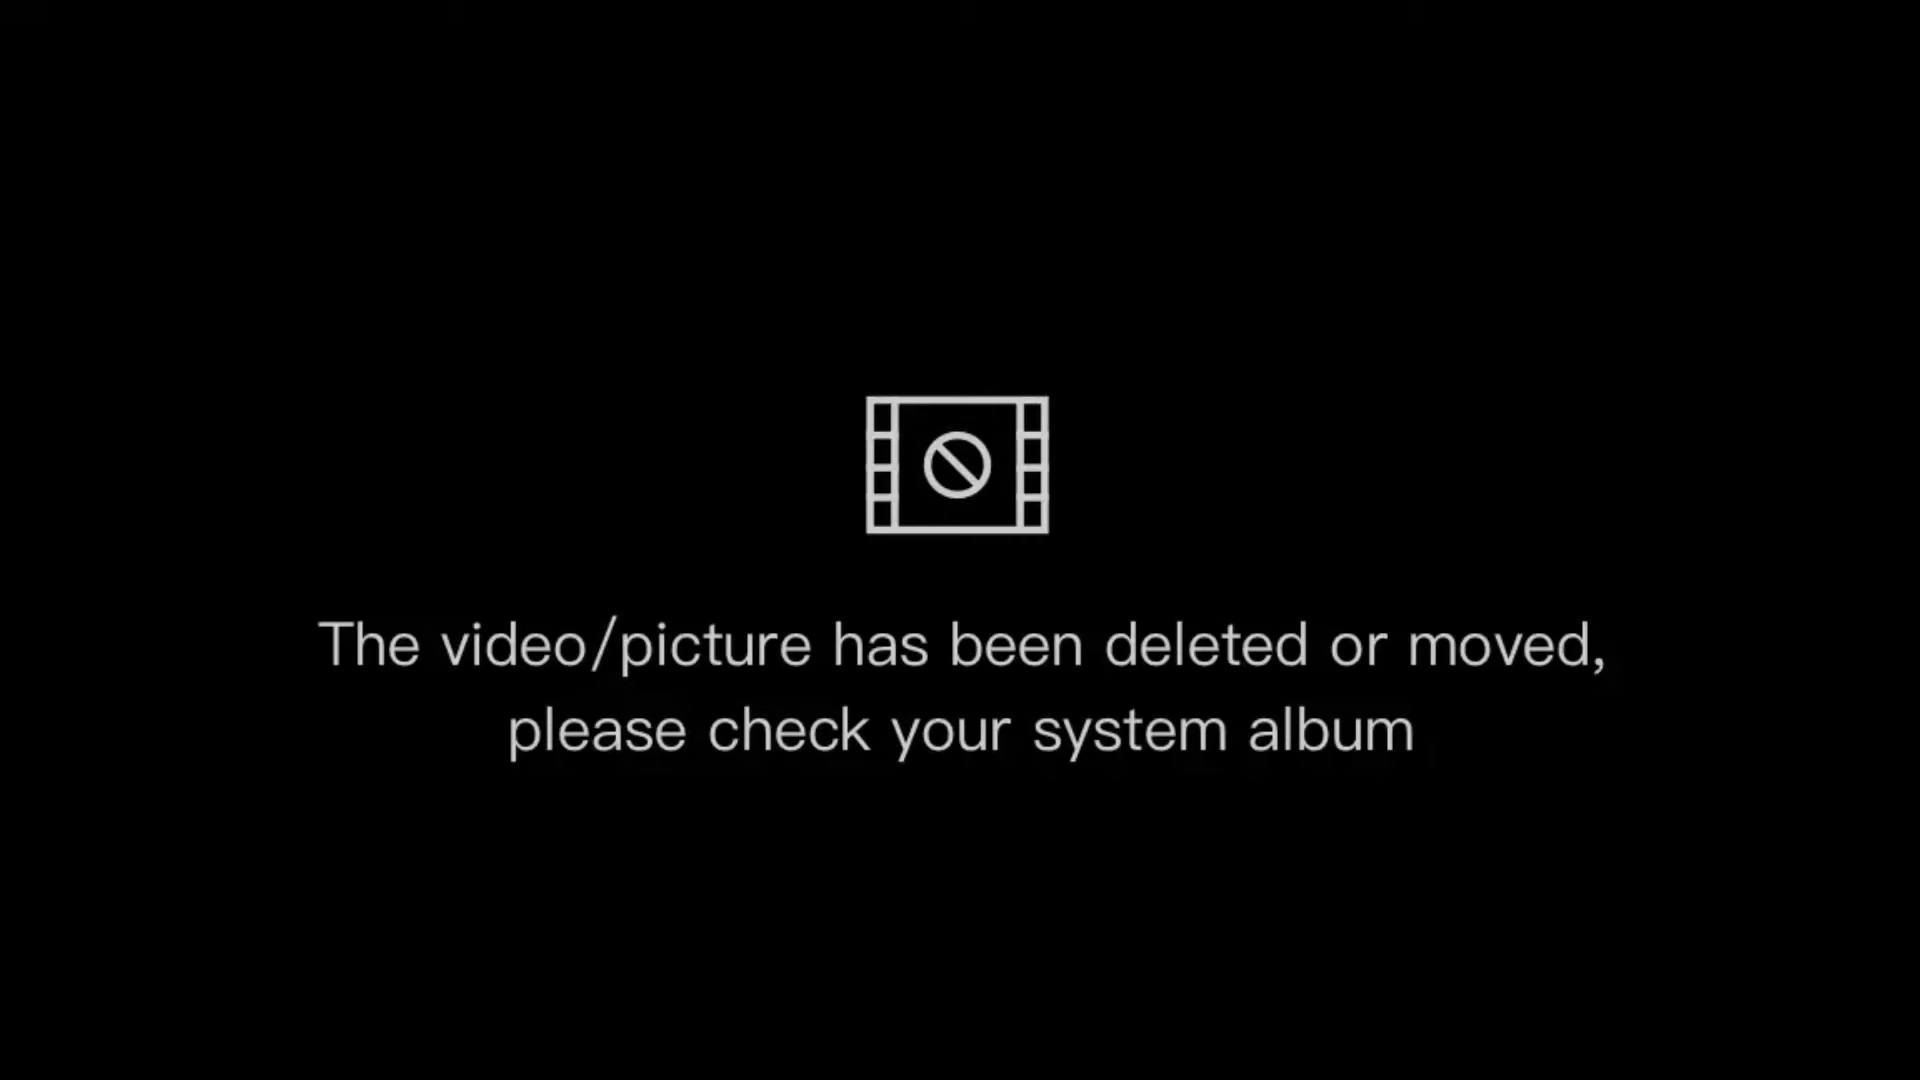 The video/picture has been deleted or moved,
please check your system album